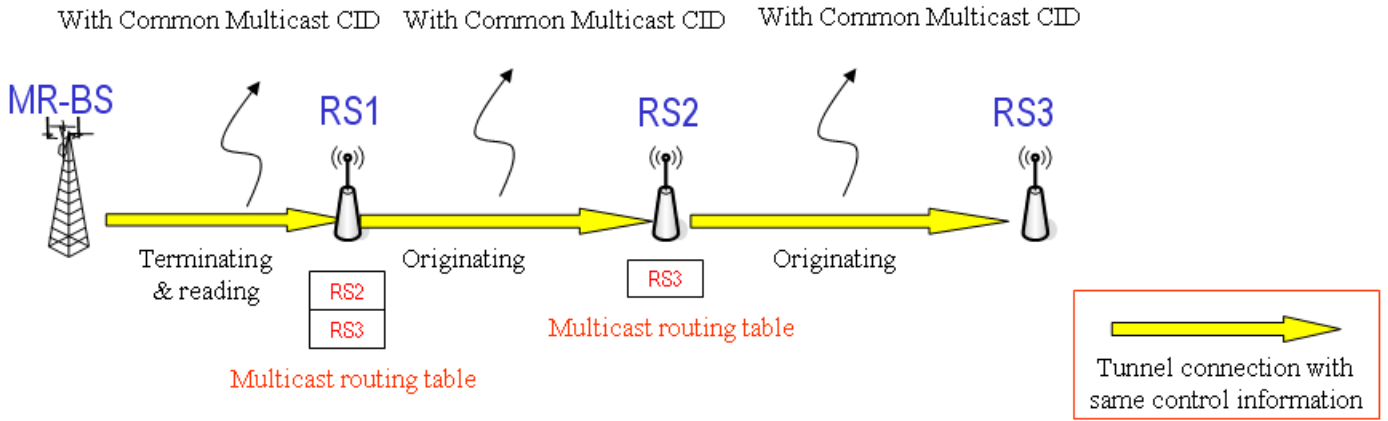 With Common Multicast CID
With Common Multicast CID
With Common Multicast CID
MR-BS
RS1
RS2
RS3
Terminating
& reading
Originating
Originating
RS2
RS3
RS3
Multicast routing table
Multicast routing table
Tunnel connection with
same control information